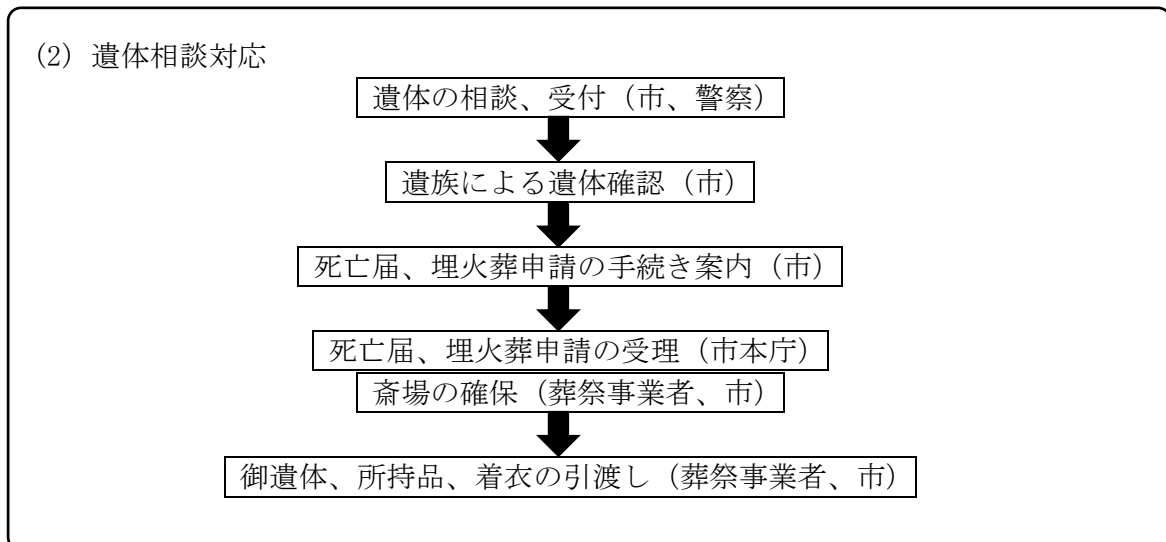 (2) 遺体相談対応
遺体の相談、受付（市、警察）
遺族による遺体確認（市）
死亡届、埋火葬申請の手続き案内（市）
死亡届、埋火葬申請の受理（市本庁）
斎場の確保（葬祭事業者、市）
御遺体、所持品、着衣の引渡し（葬祭事業者、市）